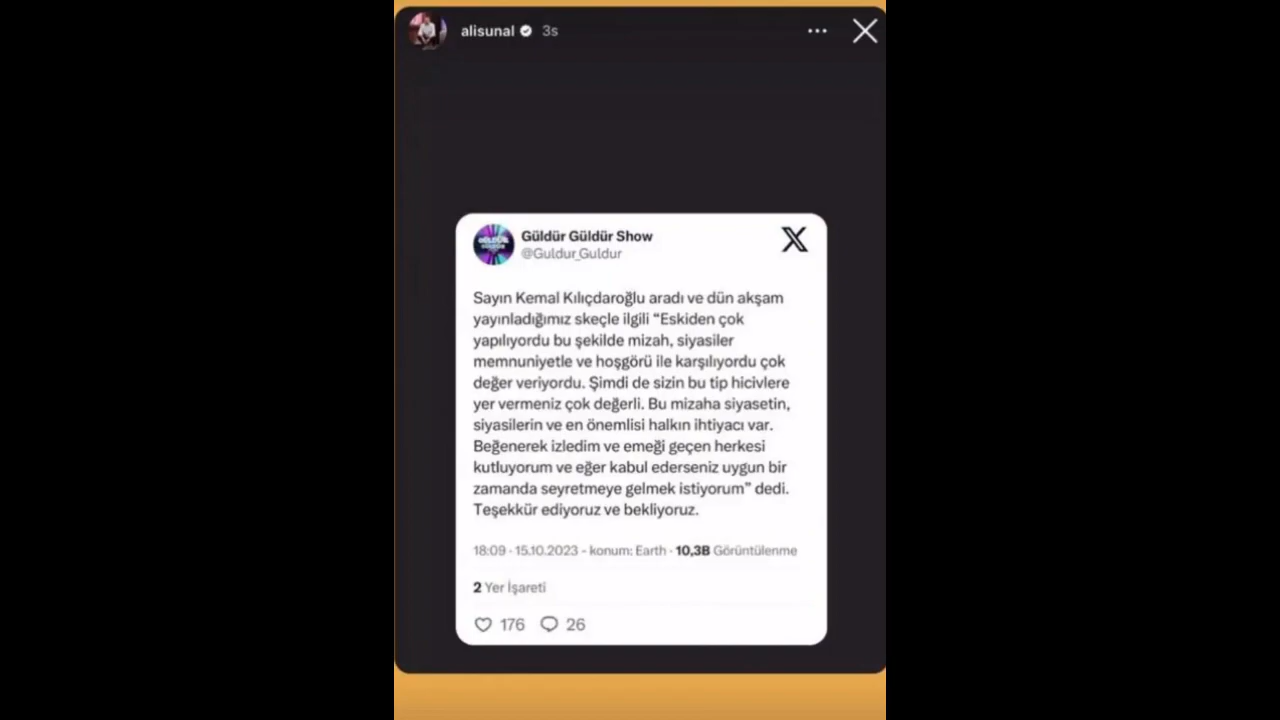 alisunal 3s
Güldür Güldür Show
@Guldur_Guldur
Sayın Kemal Kılıçdaroğlu aradı ve dün akşam
yayınladığımız skeçle ilgili “Eskiden çok
yapılıyordu bu şekilde mizah, siyasiler
memnuniyetle ve hoşgörü ile karşılıyordu çok
değer veriyordu. Şimdi de sizin bu tip hicivlere
yer vermeniz çok değerli. Bu mizaha siyasetin,
siyasilerin ve en önemlisi halkın ihtiyacı var.
Beğenerek izledim ve emeği geçen herkesi
kutluyorum ve eğer kabul ederseniz uygun bir
zamanda seyretmeye gelmek istiyorum” dedi.
Teşekkür ediyoruz ve bekliyoruz.
18:09 · 15.10.2023 - konum: Earth · 10,3B Görüntülenme
2 Yer İşareti
176 26